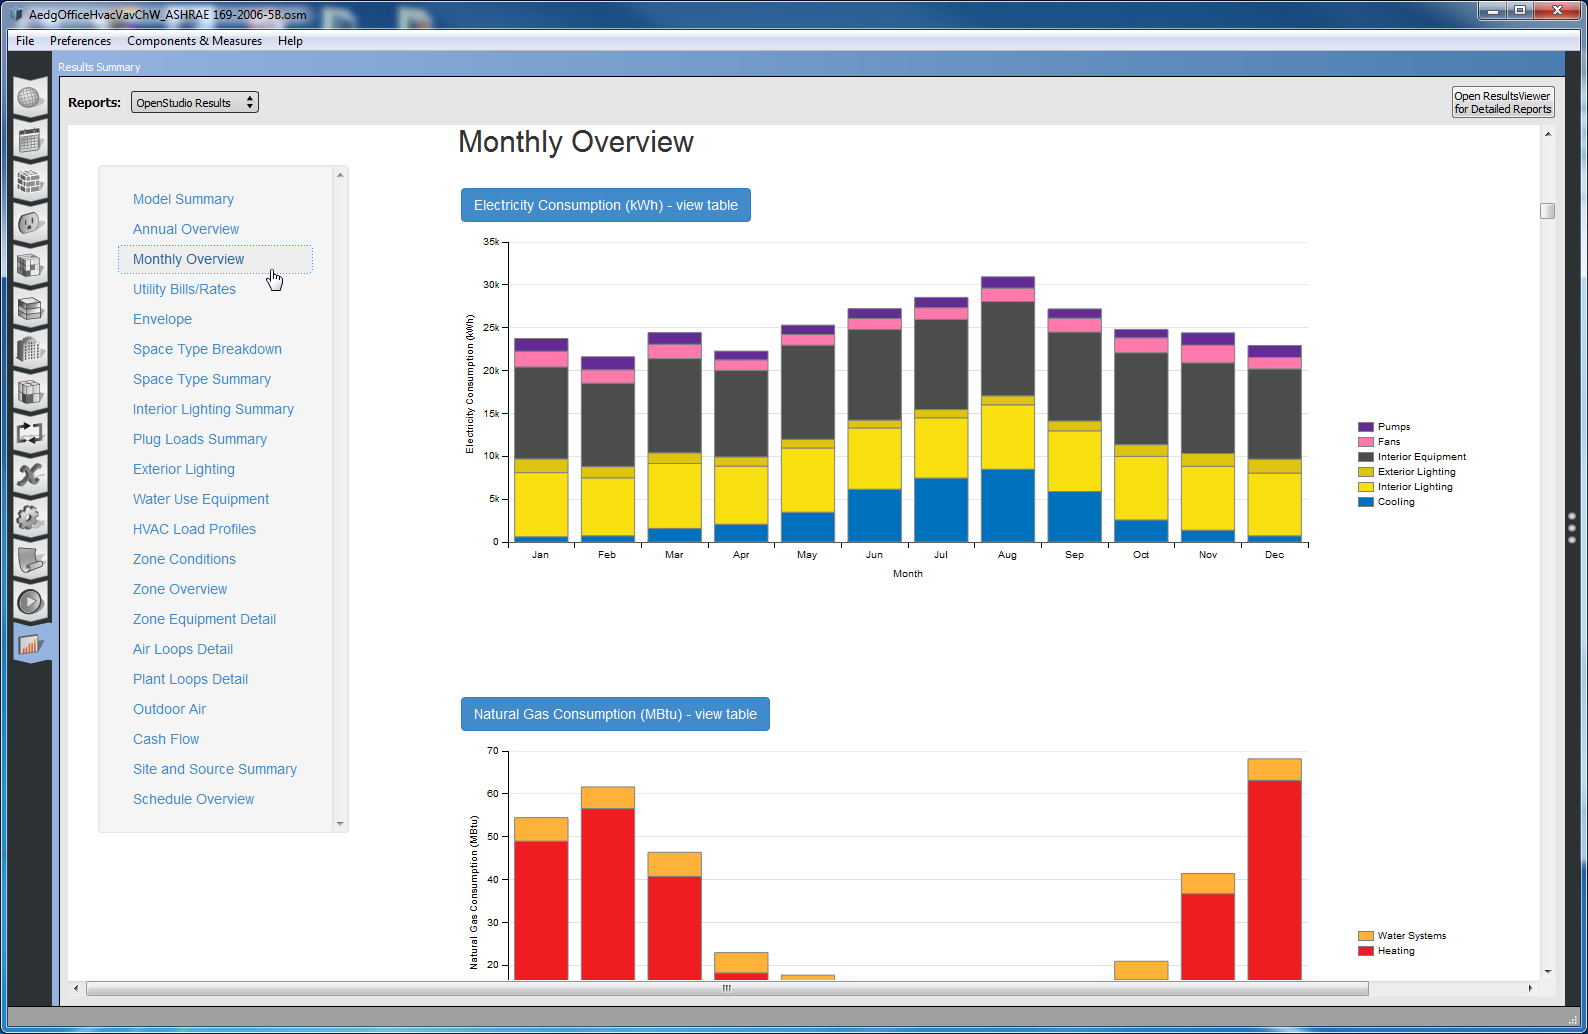 AedgOfficeHvacVavChW_ASHRAE 169-2006-5B.osm
File Preferences Components & Measures Help
Results Summary
Reports: OpenStudio Results
Open ResultsViewer
for Detailed Reports
Model Summary
Annual Overview
Monthly Overview
Utility Bills/Rates
Envelope
Space Type Breakdown
Space Type Summary
Interior Lighting Summary
Plug Loads Summary
Exterior Lighting
Water Use Equipment
HVAC Load Profiles
Zone Conditions
Zone Overview
Zone Equipment Detail
Air Loops Detail
Plant Loops Detail
Outdoor Air
Cash Flow
Site and Source Summary
Schedule Overview
Monthly Overview
Electricity Consumption (kWh) - view table
Electricity Consumption (kWh)
35k
30k
25k
20k
15k
10k
5k
0
Jan Feb Mar Apr May Jun Jul Aug Sep Oct Nov Dec
Month
Pumps
Fans
Interior Equipment
Exterior Lighting
Interior Lighting
Cooling
Natural Gas Consumption (MBtu) - view table
Natural Gas Consumption (MBtu)
70
60
50
40
30
20
Water Systems
Heating